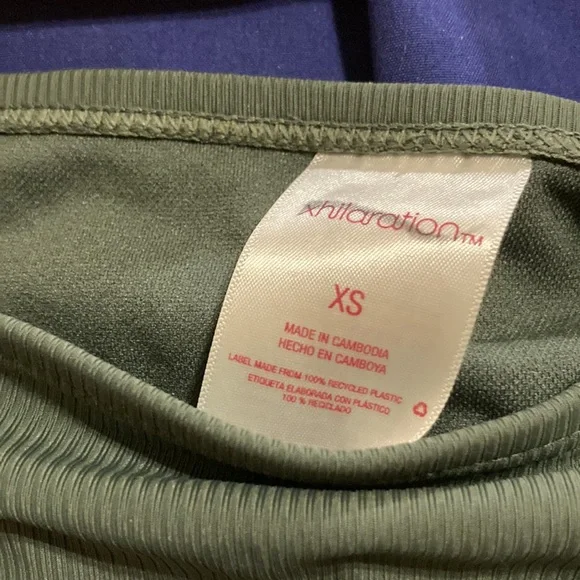 xhilaration™
XS
MADE IN CAMBODIA
HECHO EN CAMBOYA
LABEL MADE FROM 100% RECYCLED PLASTIC
ETIQUETA ELABORADA CON PLÁSTICO
100 % RECICLADO